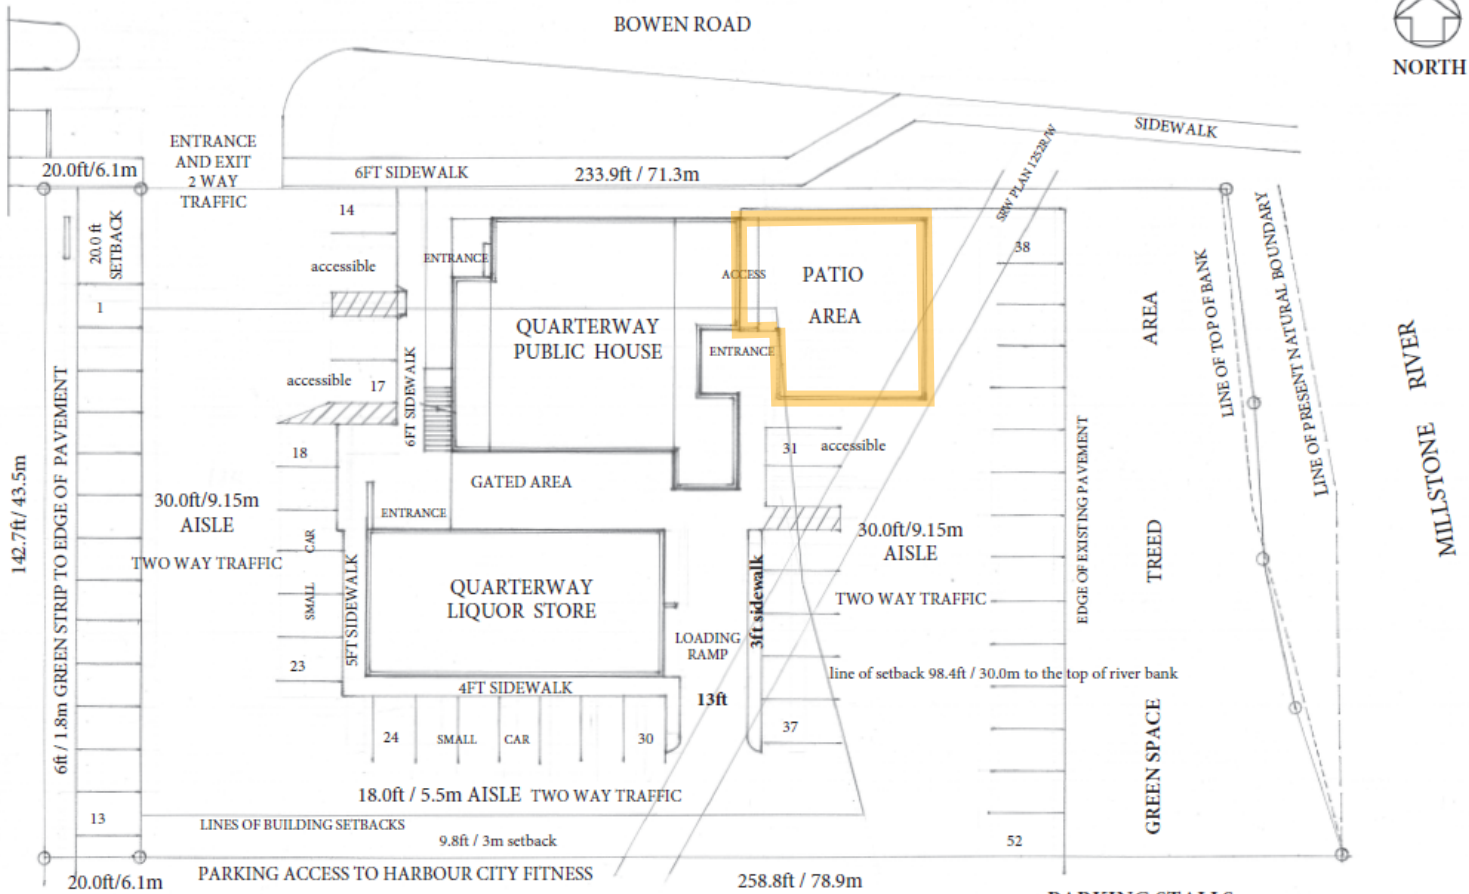 BOWEN ROAD
NORTH
SIDEWALK
ENTRANCE
AND EXIT
2 WAY
TRAFFIC
20.0ft/6.1m
6FT SIDEWALK
233.9ft / 71.3m
SRW PLAN 1252R/W
14
20.0 ft
SETBACK
accessible
ENTRANCE
ACCESS
PATIO
AREA
38
1
QUARTERWAY
PUBLIC HOUSE
ENTRANCE
AREA
LINE OF TOP OF BANK
LINE OF PRESENT NATURAL BOUNDARY
MILLSTONE RIVER
accessible 17
6FT SIDEWALK
18
GATED AREA
31 accessible
EDGE OF EXISTING PAVEMENT
142.7ft/ 43.5m
6ft / 1.8m GREEN STRIP TO EDGE OF PAVEMENT
30.0ft/9.15m
AISLE
TWO WAY TRAFFIC
ENTRANCE
SMALL CAR
5FT SIDEWALK
QUARTERWAY
LIQUOR STORE
30.0ft/9.15m
AISLE
TWO WAY TRAFFIC
TREED
3ft sidewalk
LOADING
RAMP
23
4FT SIDEWALK
13ft
line of setback 98.4ft / 30.0m to the top of river bank
24
SMALL CAR
30
37
GREEN SPACE
18.0ft / 5.5m AISLE TWO WAY TRAFFIC
13
LINES OF BUILDING SETBACKS
9.8ft / 3m setback
52
20.0ft/6.1m
PARKING ACCESS TO HARBOUR CITY FITNESS
258.8ft / 78.9m
PARKING STALLS